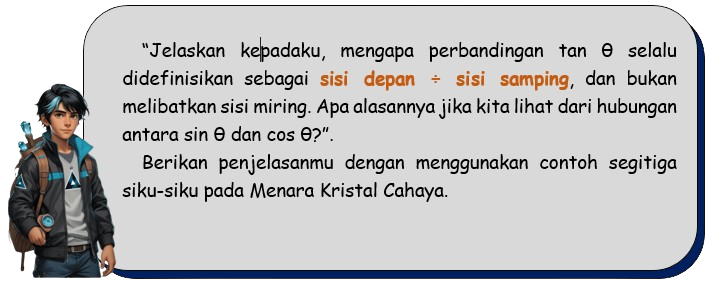 “Jelaskan kepadaku, mengapa perbandingan tan θ selalu
didefinisikan sebagai sisi depan ÷ sisi samping, dan bukan
melibatkan sisi miring. Apa alasannya jika kita lihat dari hubungan
antara sin θ dan cos θ?”.
Berikan penjelasanmu dengan menggunakan contoh segitiga
siku-siku pada Menara Kristal Cahaya.